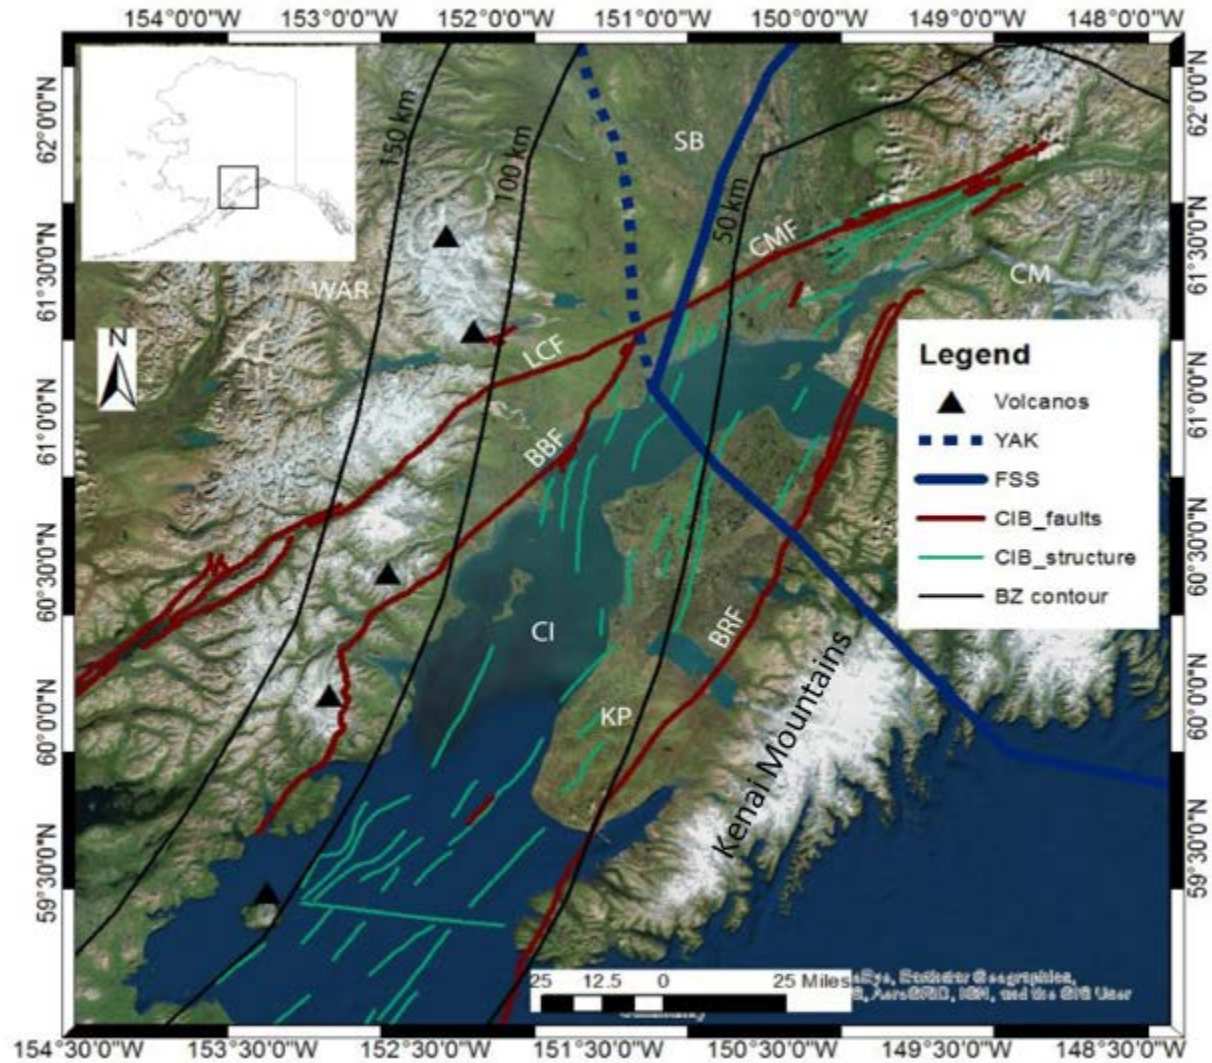 154°0'0"W 153°0'0"W 152°0'0"W 151°0'0"W 150°0'0"W 149°0'0"W 148°0'0"W
62°0'0"N
61°30'0"N
61°0'0"N
60°30'0"N
60°0'0"N
59°30'0"N
150 km
100 km
50 km
SB
WAR
CMF
CM
LCF
BBF
CI
BRF
KP
Kenai Mountains
N
Legend
Volcanos
YAK
FSS
CIB_faults
CIB_structure
BZ contour
62°0'0"N
61°30'0"N
61°0'0"N
60°30'0"N
60°0'0"N
59°30'0"N
25 12.5 0 25 Miles
and the GIS User
154°30'0"W 153°30'0"W 152°30'0"W 151°30'0"W 150°30'0"W 149°30'0"W 148°30'0"W